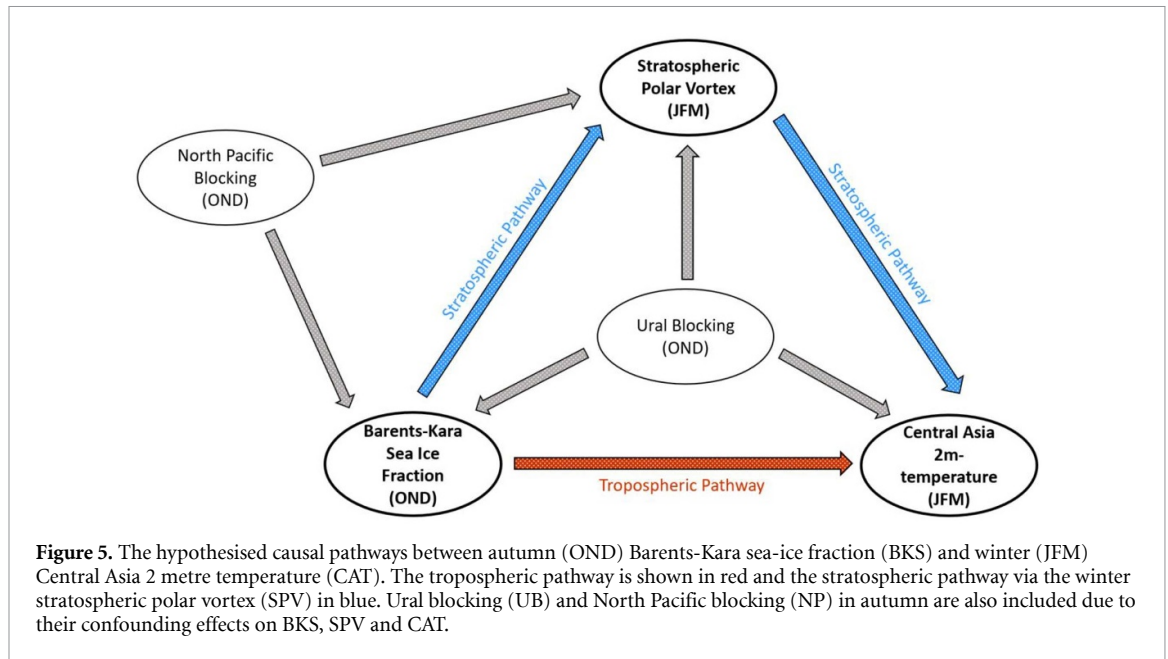 Stratospheric
Polar Vortex
(JFM)
North Pacific
Blocking
(OND)
Stratospheric Pathway
Stratospheric Pathway
Ural Blocking
(OND)
Barents-Kara
Sea Ice
Fraction
(OND)
Tropospheric Pathway
Central Asia
2m-
temperature
(JFM)
Figure 5. The hypothesised causal pathways between autumn (OND) Barents-Kara sea-ice fraction (BKS) and winter (JFM)
Central Asia 2 metre temperature (CAT). The tropospheric pathway is shown in red and the stratospheric pathway via the winter
stratospheric polar vortex (SPV) in blue. Ural blocking (UB) and North Pacific blocking (NP) in autumn are also included due to
their confounding effects on BKS, SPV and CAT.